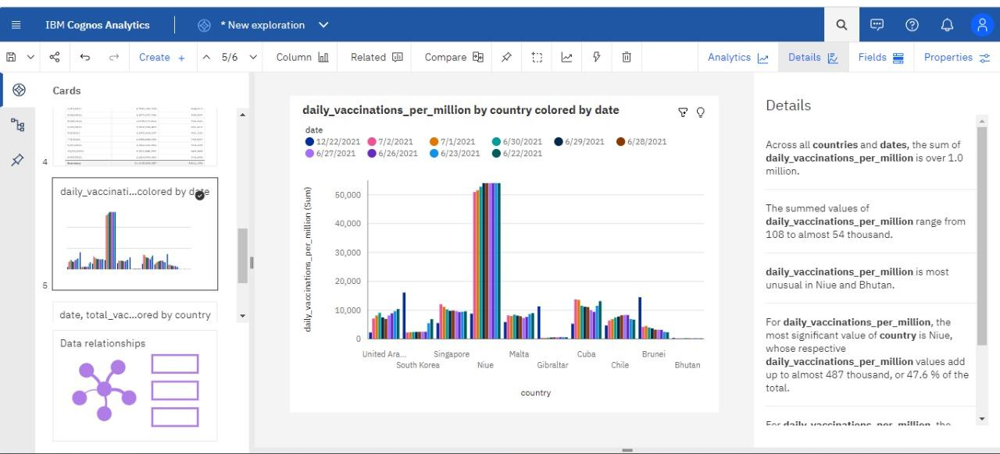 IBM Cognos Analytics
* New exploration
Create +
5/6
Column
Related
Compare
Analytics
Details
Fields
Properties
Cards
4
daily_vaccinati...colored by date
5
date, total_vac...ored by country
Data relationships
daily_vaccinations_per_million by country colored by date
date
12/22/2021 7/2/2021 7/1/2021 6/30/2021 6/29/2021 6/28/2021
6/27/2021 6/26/2021 6/23/2021 6/22/2021
daily_vaccinations_per_million (Sum)
50,000
40,000
30,000
20,000
10,000
0
United Ara... Singapore Malta Cuba Brunei
South Korea Niue Gibraltar Chile Bhutan
country
Details
Across all countries and dates, the sum of
daily_vaccinations_per_million is over 1.0
million.
The summed values of
daily_vaccinations_per_million range from
108 to almost 54 thousand.
daily_vaccinations_per_million is most
unusual in Niue and Bhutan.
For daily_vaccinations_per_million, the
most significant value of country is Niue,
whose respective
daily_vaccinations_per_million values add
up to almost 487 thousand, or 47.6 % of the
total.
For daily_vaccinations_per_million, the